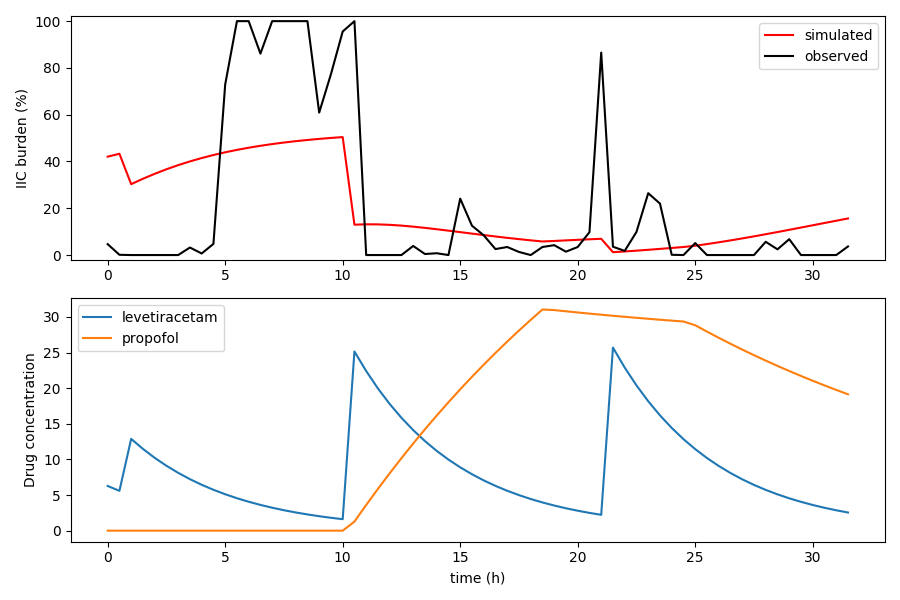 100
80
60
40
20
0
IIC burden (%)
simulated
observed
0 5 10 15 20 25 30
30
25
20
15
10
5
0
Drug concentration
levetiracetam
propofol
0 5 10 15 20 25 30
time (h)